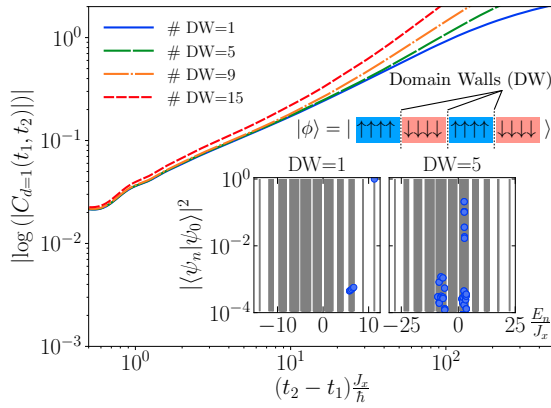 |log (|C_{d=1}(t_1, t_2)|)|
10^0
10^{-1}
10^{-2}
10^{-3}
# DW=1
# DW=5
# DW=9
# DW=15
Domain Walls (DW)
|ϕ⟩ = | ↑↑↑↑ ↓↓↓↓ ↑↑↑↑ ↓↓↓↓ ⟩
DW=1
DW=5
|⟨ψ_n|ψ_0⟩|^2
10^0
10^{-2}
10^{-4}
−10 0 10
−25 0 25
E_n/J_x
10^0 10^1 10^2
(t_2 − t_1) J_x/ħ